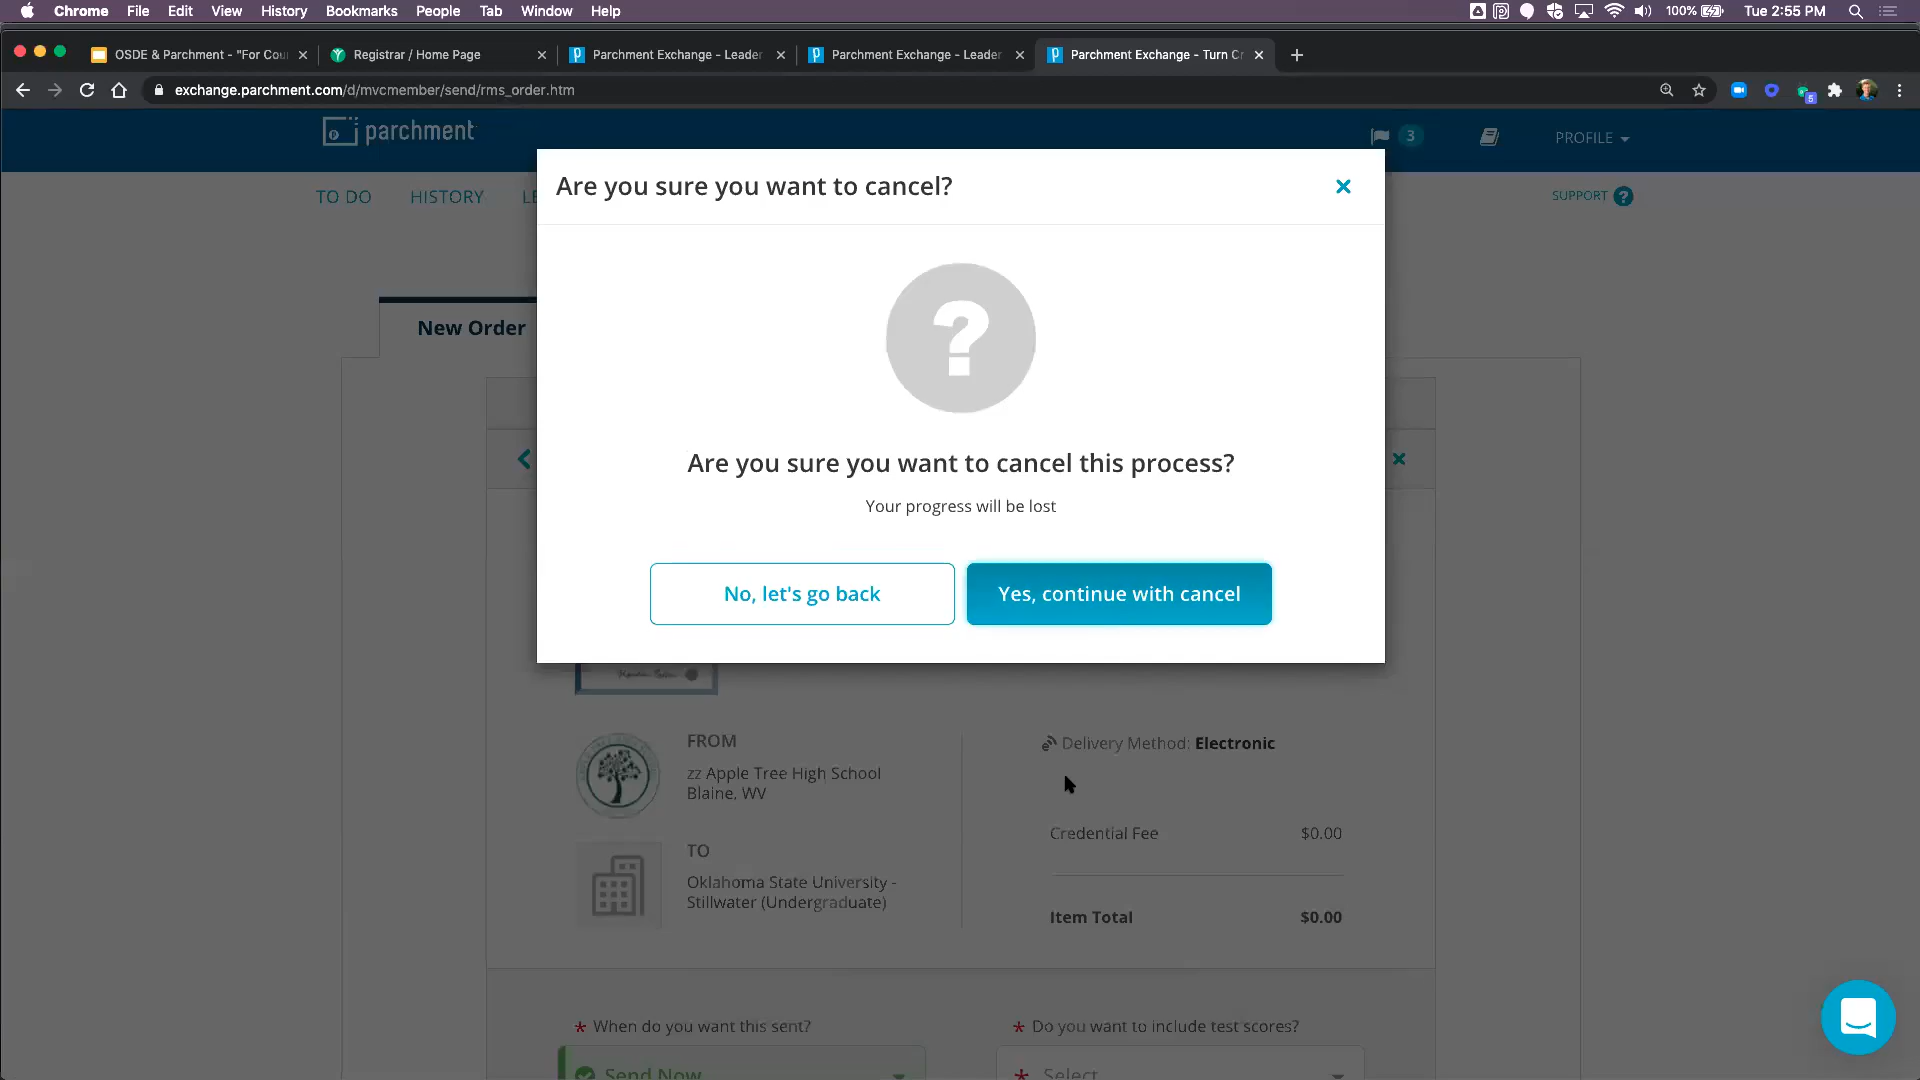 Chrome File Edit View History Bookmarks People Tab Window Help 100% Tue 2:55 PM
OSDE & Parchment - "For Cou Registrar / Home Page Parchment Exchange - Leader Parchment Exchange - Leader Parchment Exchange - Turn Cr
exchange.parchment.com/d/mvcmember/send/rms_order.htm 5
parchment 3 PROFILE
TO DO HISTORY LE SUPPORT ?
Are you sure you want to cancel?
New Order
?
Are you sure you want to cancel this process?
Your progress will be lost
No, let's go back Yes, continue with cancel
FROM
zz Apple Tree High School
Blaine, WV
TO
Oklahoma State University -
Stillwater (Undergraduate)
Delivery Method: Electronic
Credential Fee $0.00
Item Total $0.00
* When do you want this sent? * Do you want to include test scores?
Send Now * Select